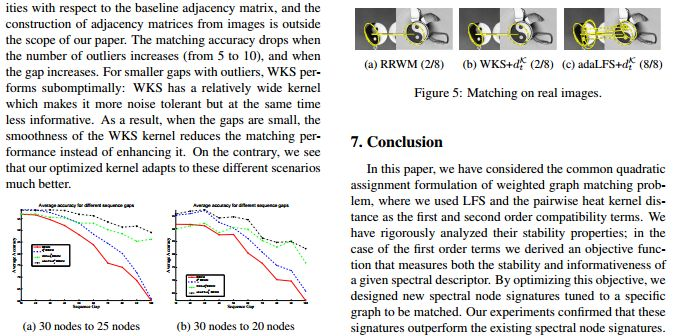 ities with respect to the baseline adjacency matrix, and the
construction of adjacency matrices from images is outside
the scope of our paper. The matching accuracy drops when
the number of outliers increases (from 5 to 10), and when
the gap increases. For smaller gaps with outliers, WKS per-
forms suboptimally: WKS has a relatively wide kernel
which makes it more noise tolerant but at the same time
less informative. As a result, when the gaps are small, the
smoothness of the WKS kernel reduces the matching per-
formance instead of enhancing it. On the contrary, we see
that our optimized kernel adapts to these different scenarios
much better.
Average accuracy for different sequence gaps
Average Accuracy
Sequence Gap
(a) 30 nodes to 25 nodes
Average accuracy for different sequence gaps
Average Accuracy
Sequence Gap
(b) 30 nodes to 20 nodes
(a) RRWM (2/8) (b) WKS+d_t^K (2/8) (c) adaLFS+d_t^K (8/8)
Figure 5: Matching on real images.
7. Conclusion
In this paper, we have considered the common quadratic
assignment formulation of weighted graph matching prob-
lem, where we used LFS and the pairwise heat kernel dis-
tance as the first and second order compatibility terms. We
have rigorously analyzed their stability properties; in the
case of the first order terms we derived an objective func-
tion that measures both the stability and informativeness of
a given spectral descriptor. By optimizing this objective, we
designed new spectral node signatures tuned to a specific
graph to be matched. Our experiments confirmed that these
signatures outperform the existing spectral node signatures.